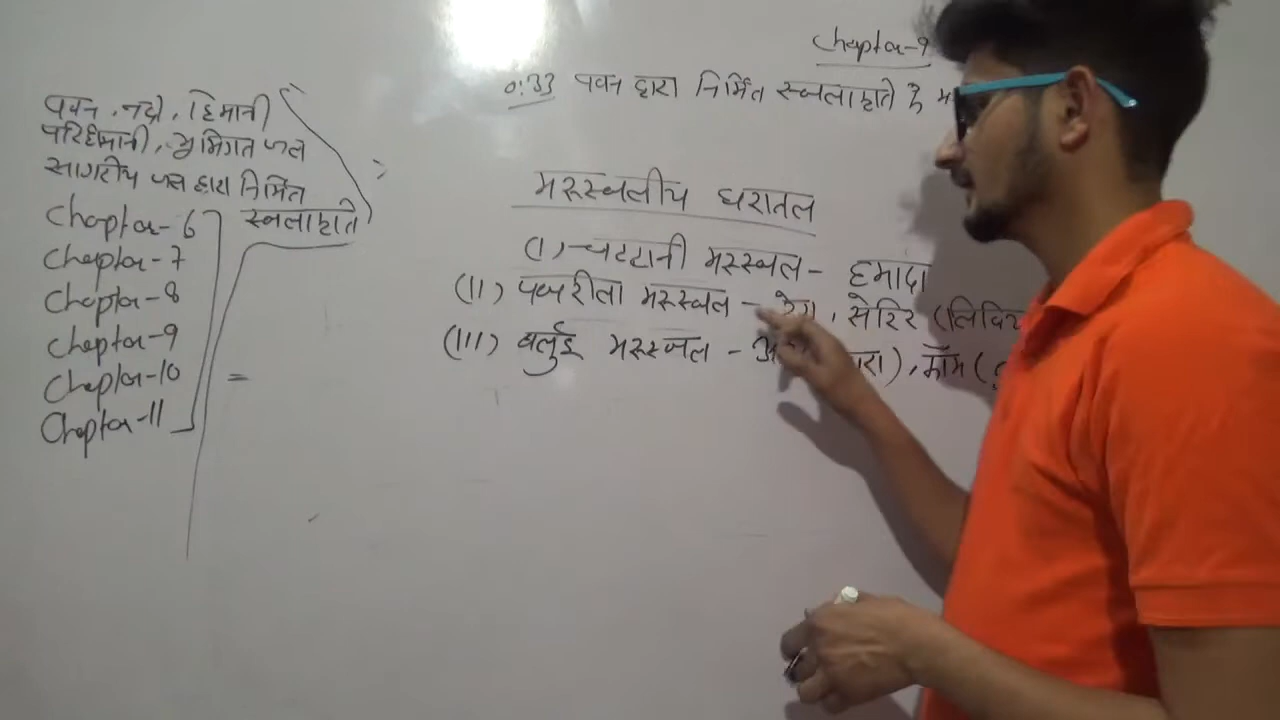 पवन, नदी, हिमानी
परिहिमानी, भूमिगत जल
सागरीय जल द्वारा निर्मित
स्थलाकृति
Chapter-6
Chapter-7
Chapter-8
Chapter-9
Chapter-10
Chapter-11
=
Chapter-9
0:33 पवन द्वारा निर्मित
मरुस्थलीय धरातल
(I) चट्टानी मरुस्थल - हमादा
(II) पथरीला मरुस्थल - रेग, सेरिर
(III) बलुई मरुस्थल -